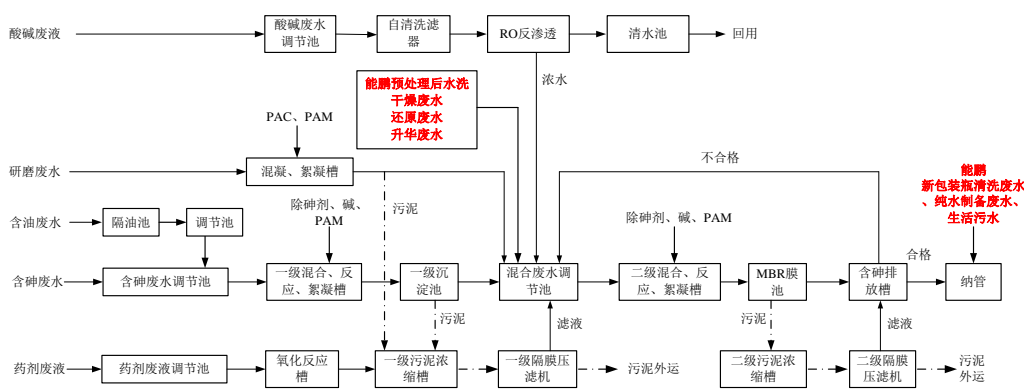 酸碱废液
酸碱废水
调节池
自清洗滤
器
RO反渗透
清水池
回用
浓水
能鹏预处理后水洗
干燥废水
还原废水
升华废水
PAC、PAM
研磨废水
混凝、絮凝槽
不合格
污泥
能鹏
新包装瓶清洗废水
、纯水制备废水、
生活污水
含油废水
隔油池
调节池
除砷剂、碱、
PAM
除砷剂、碱、PAM
合格
含砷废水
含砷废水调节池
一级混合、反
应、絮凝槽
一级沉
淀池
混合废水调
节池
二级混合、反
应、絮凝槽
MBR膜
池
含砷排
放槽
纳管
污泥
滤液
污泥
滤液
药剂废液
药剂废液调节池
氧化反应
槽
一级污泥浓
缩槽
一级隔膜压
滤机
污泥外运
二级污泥浓
缩槽
二级隔膜
压滤机
污泥
外运